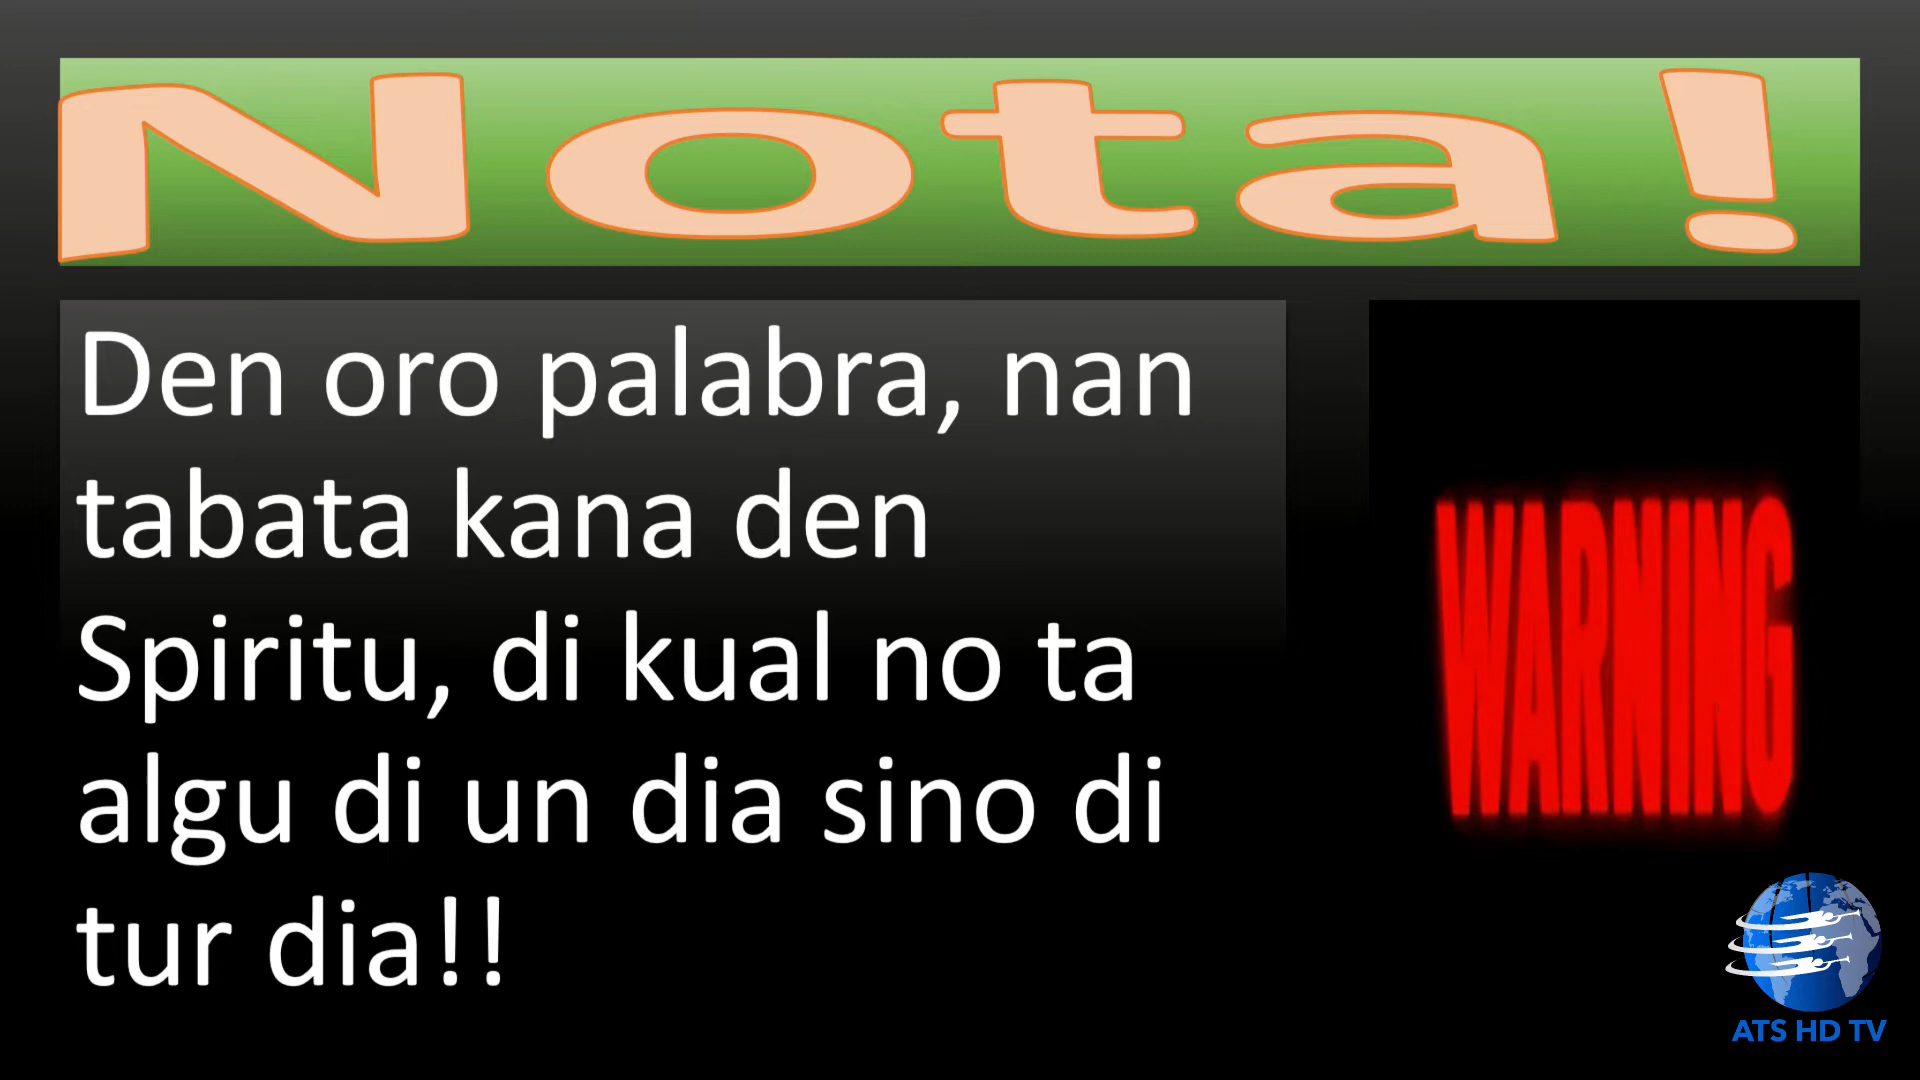 Nota!
Den oro palabra, nan
tabata kana den
Spiritu, di kual no ta
algu di un dia sino di
tur dia!!
WARNING
ATS HD TV